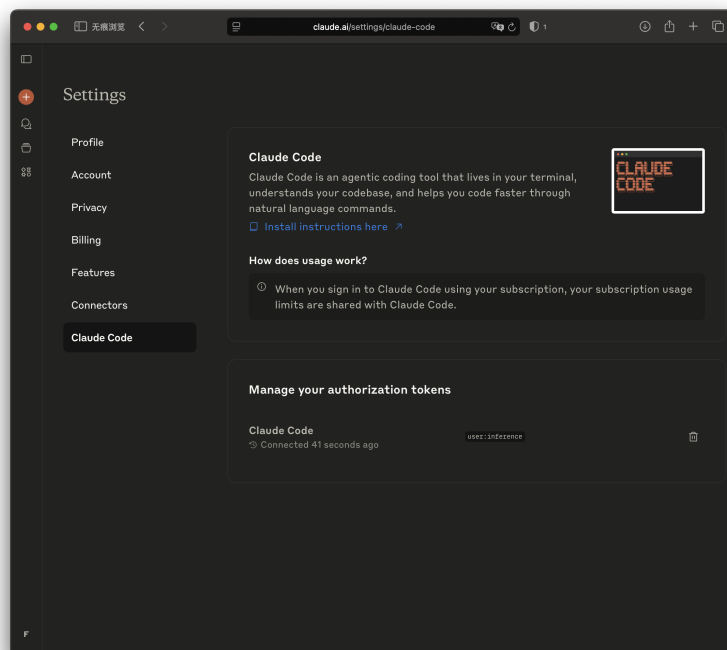 无痕浏览
claude.ai/settings/claude-code
1
Settings
Profile
Account
Privacy
Billing
Features
Connectors
Claude Code
Claude Code
Claude Code is an agentic coding tool that lives in your terminal,
understands your codebase, and helps you code faster through
natural language commands.
Install instructions here
CLAUDE
CODE
How does usage work?
When you sign in to Claude Code using your subscription, your subscription usage
limits are shared with Claude Code.
Manage your authorization tokens
Claude Code
Connected 41 seconds ago
user:inference
F